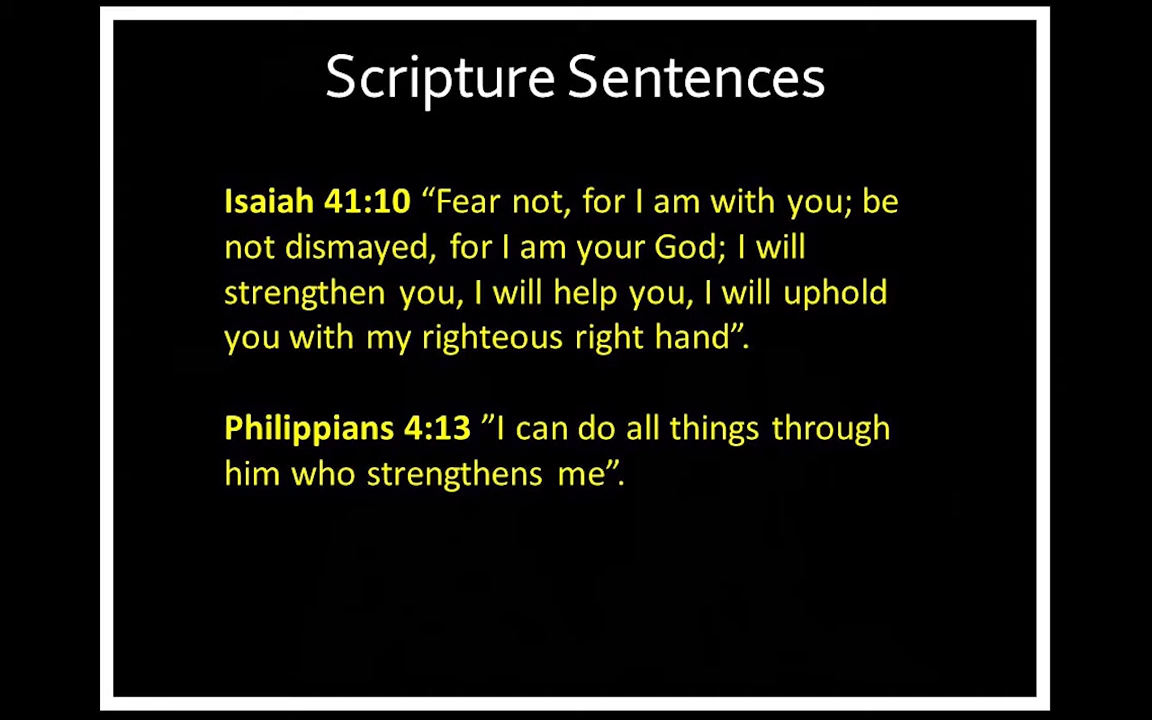 Scripture Sentences
Isaiah 41:10 “Fear not, for I am with you; be
not dismayed, for I am your God; I will
strengthen you, I will help you, I will uphold
you with my righteous right hand”.
Philippians 4:13 ”I can do all things through
him who strengthens me”.